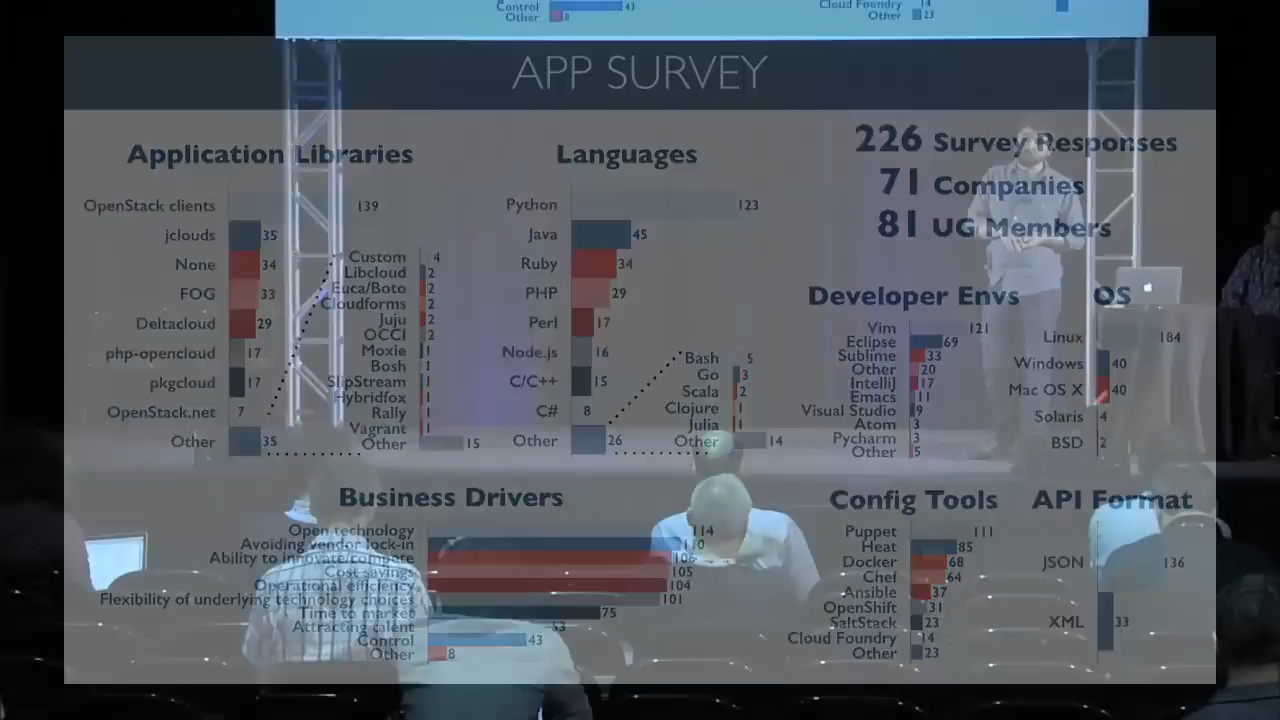 Control 43
Other 8
Cloud Foundry 14
Other 23
APP SURVEY
Application Libraries
OpenStack clients 139
jclouds 35
None 34
FOG 33
Deltacloud 29
php-opencloud 17
pkgcloud 17
OpenStack.net 7
Other 35
Custom 4
Libcloud 2
Euca/Boto 2
Cloudforms 2
Juju 2
OCCI 2
Moxie 1
Bosh 1
SlipStream 1
Hybridfox 1
Rally 1
Vagrant 1
Other 15
Languages
Python 123
Java 45
Ruby 34
PHP 29
Perl 17
Node.js 16
C/C++ 15
C# 8
Other 26
Bash 5
Go 3
Scala 2
Clojure 1
Julia 1
Other 14
226 Survey Responses
71 Companies
81 UG Members
Developer Envs
Vim 121
Eclipse 69
Sublime 33
Other 20
IntelliJ 17
Emacs 11
Visual Studio 9
Atom 3
Pycharm 3
Other 5
OS
Linux 184
Windows 40
Mac OS X 40
Solaris 4
BSD 2
Business Drivers
Open technology 114
Avoiding vendor lock-in 110
Ability to innovate/compete 106
Cost savings 105
Operational efficiency 104
Flexibility of underlying technology choices 101
Time to market 75
Attracting talent 53
Control 43
Other 8
Config Tools
Puppet 111
Heat 85
Docker 68
Chef 64
Ansible 37
OpenShift 31
SaltStack 23
Cloud Foundry 14
Other 23
API Format
JSON 136
XML 33